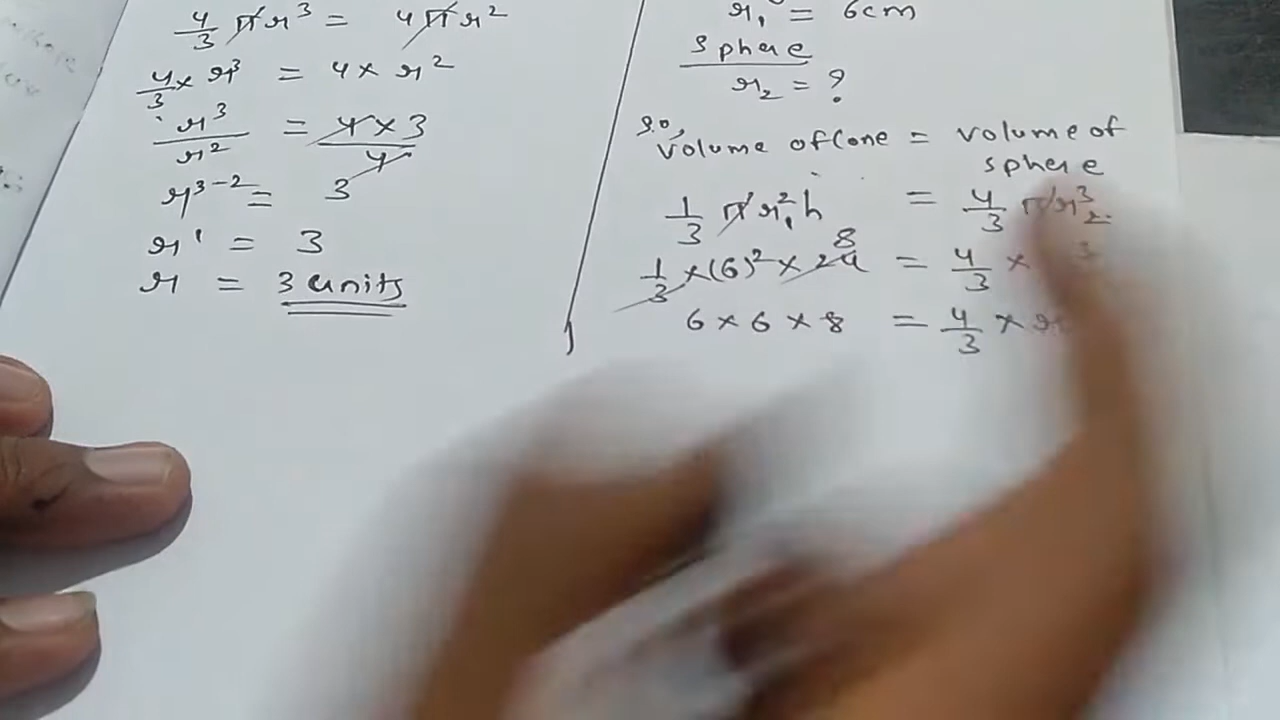 4/3 πr³ = 4πr²
4/3 × r³ = 4 × r²
r³/r² = 4×3/4
r³⁻² = 3
r¹ = 3
r = 3 units
r₁ = 6cm
sphere
r₂ = ?
so,
volume of cone = volume of
sphere
1/3 πr₁²h = 4/3 πr₂³
8
1/3 × (6)² × 24 = 4/3 ×
6 × 6 × 8 = 4/3 ×